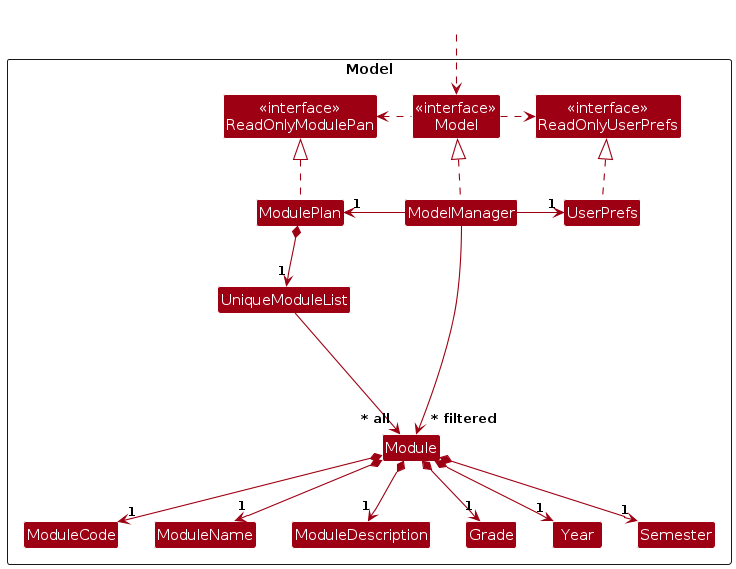 Model
«interface»
ReadOnlyModulePan
«interface»
Model
«interface»
ReadOnlyUserPrefs
ModulePlan
1
ModelManager
1
UserPrefs
1
UniqueModuleList
* all
* filtered
Module
1
1
1
1
1
1
ModuleCode
ModuleName
ModuleDescription
Grade
Year
Semester